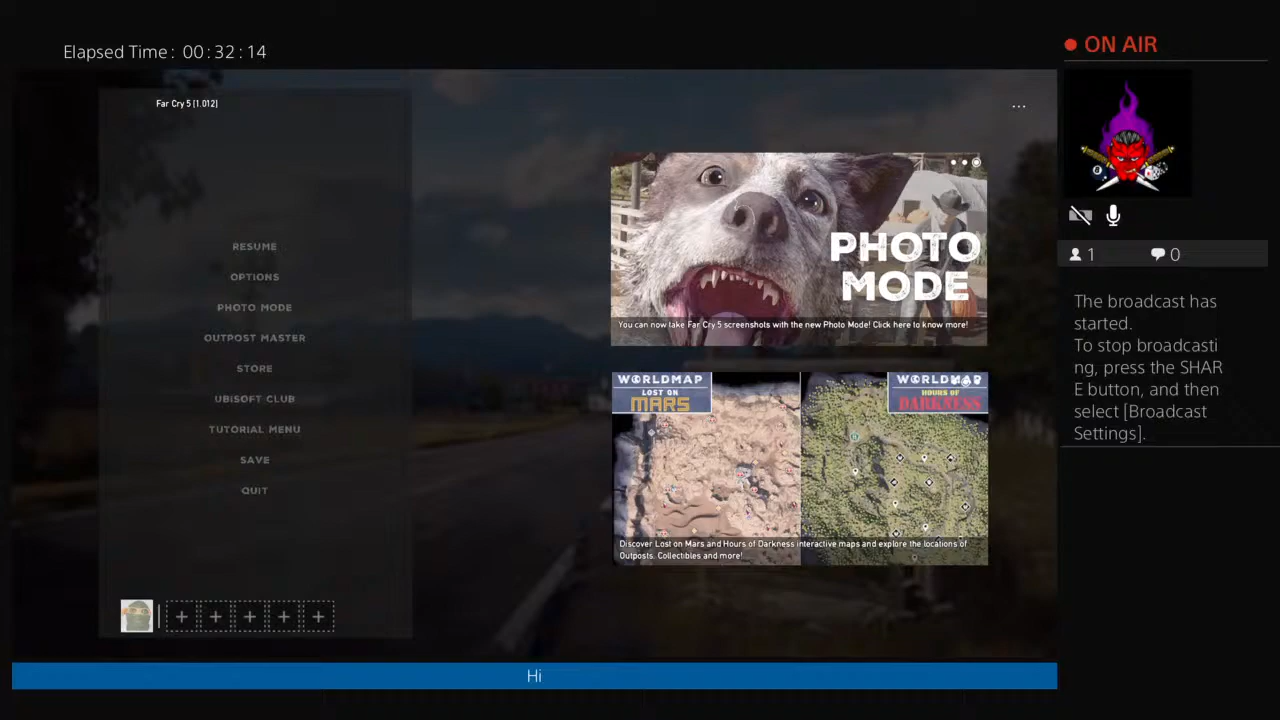 Elapsed Time: 00:32:14
ON AIR
Far Cry 5 [1.012]
...
RESUME
OPTIONS
PHOTO MODE
OUTPOST MASTER
STORE
UBISOFT CLUB
TUTORIAL MENU
SAVE
QUIT
PHOTO
MODE
You can now take Far Cry 5 screenshots with the new Photo Mode! Click here to know more!
WORLDMAP
LOST ON
MARS
WORLDMAP
HOURS OF
DARKNESS
Discover Lost on Mars and Hours of Darkness interactive maps and explore the locations of
Outposts, Collectibles and more!
1
0
The broadcast has
started.
To stop broadcasti
ng, press the SHAR
E button, and then
select [Broadcast
Settings].
Hi